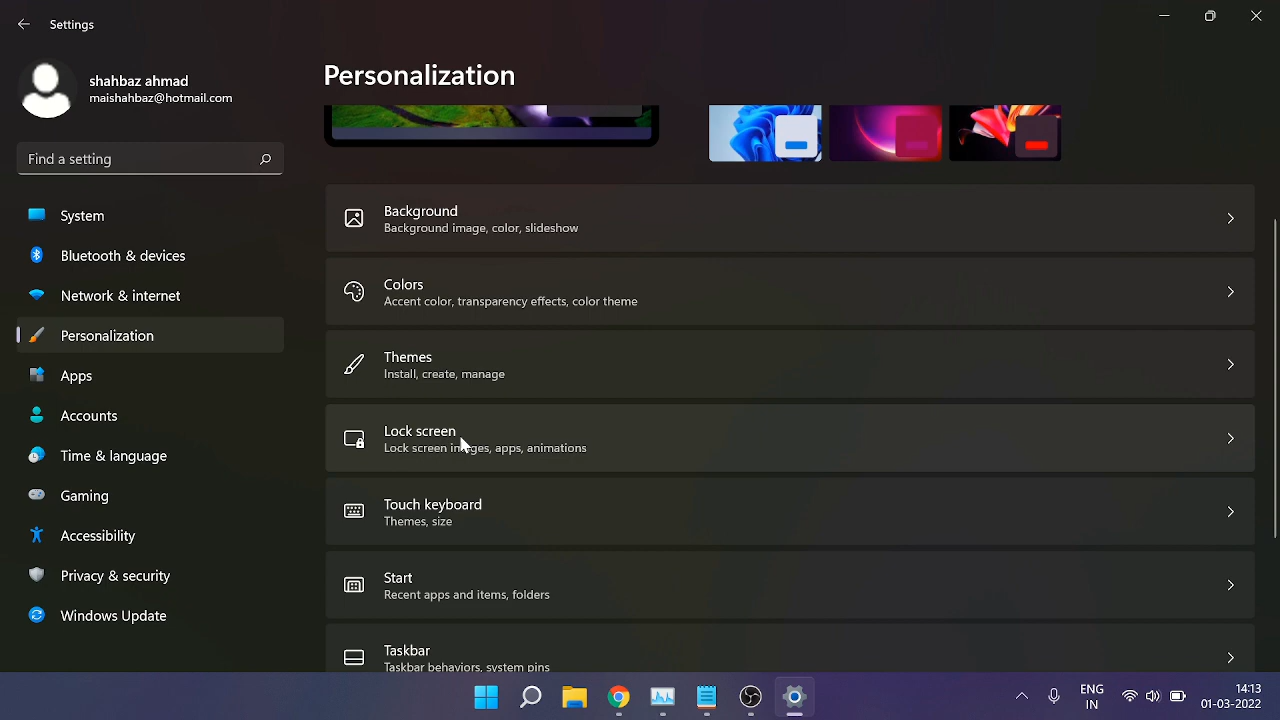 Settings
shahbaz ahmad
maishahbaz@hotmail.com
Find a setting
System
Bluetooth & devices
Network & internet
Personalization
Apps
Accounts
Time & language
Gaming
Accessibility
Privacy & security
Windows Update
Personalization
Background
Background image, color, slideshow
Colors
Accent color, transparency effects, color theme
Themes
Install, create, manage
Lock screen
Lock screen images, apps, animations
Touch keyboard
Themes, size
Start
Recent apps and items, folders
Taskbar
Taskbar behaviors, system pins
ENG
IN
14:13
01-03-2022